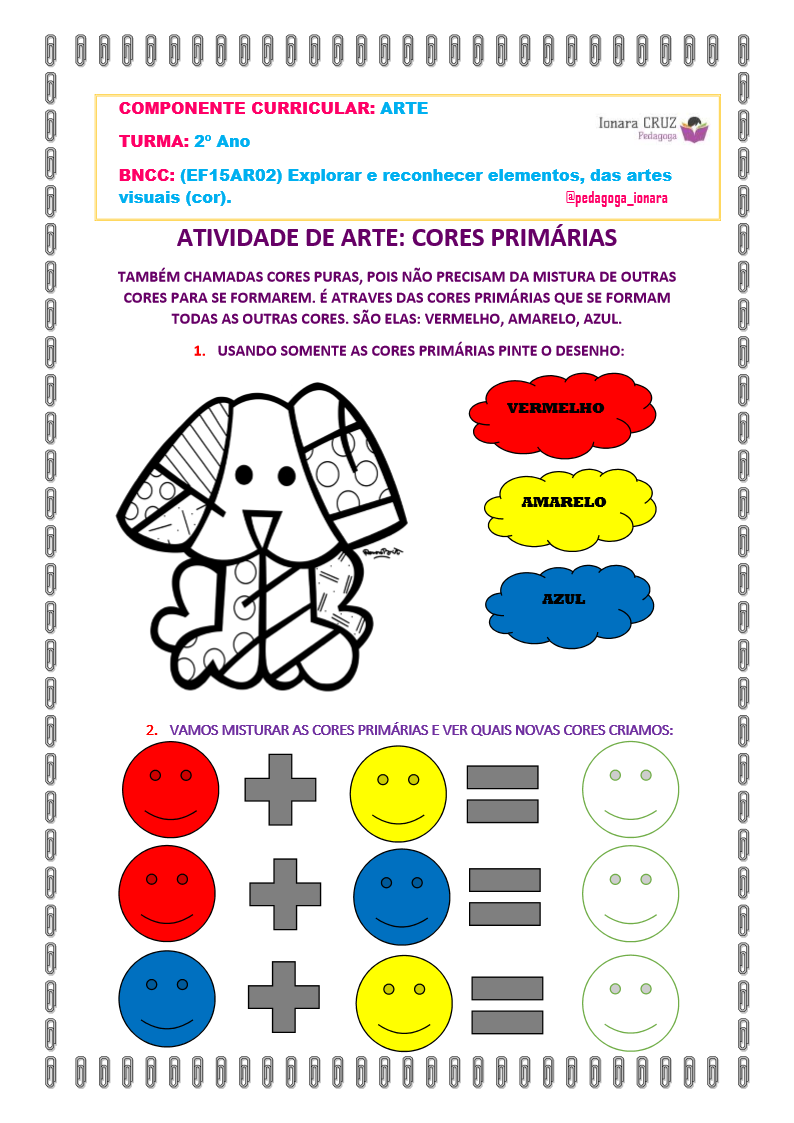 COMPONENTE CURRICULAR: ARTE
Ionara CRUZ
Pedagoga
TURMA: 2º Ano
BNCC: (EF15AR02) Explorar e reconhecer elementos, das artes
visuais (cor).
@pedagoga_ionara
ATIVIDADE DE ARTE: CORES PRIMÁRIAS
TAMBÉM CHAMADAS CORES PURAS, POIS NÃO PRECISAM DA MISTURA DE OUTRAS
CORES PARA SE FORMAREM. É ATRAVES DAS CORES PRIMÁRIAS QUE SE FORMAM
TODAS AS OUTRAS CORES. SÃO ELAS: VERMELHO, AMARELO, AZUL.
1. USANDO SOMENTE AS CORES PRIMÁRIAS PINTE O DESENHO:
VERMELHO
AMARELO
AZUL
2. VAMOS MISTURAR AS CORES PRIMÁRIAS E VER QUAIS NOVAS CORES CRIAMOS: